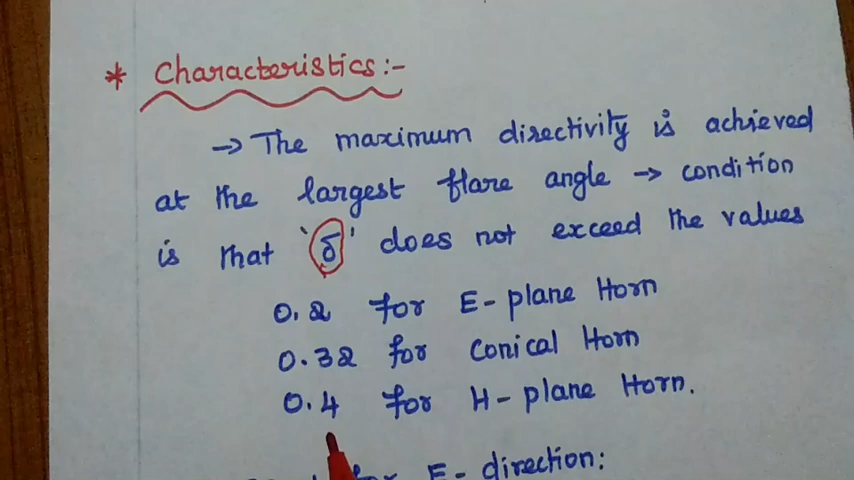 * Characteristics:-
→ The maximum directivity is achieved
at the largest flare angle → condition
is that 'δ' does not exceed the values
0.2 for E-plane Horn
0.32 for Conical Horn
0.4 for H-plane Horn.
for E-direction: